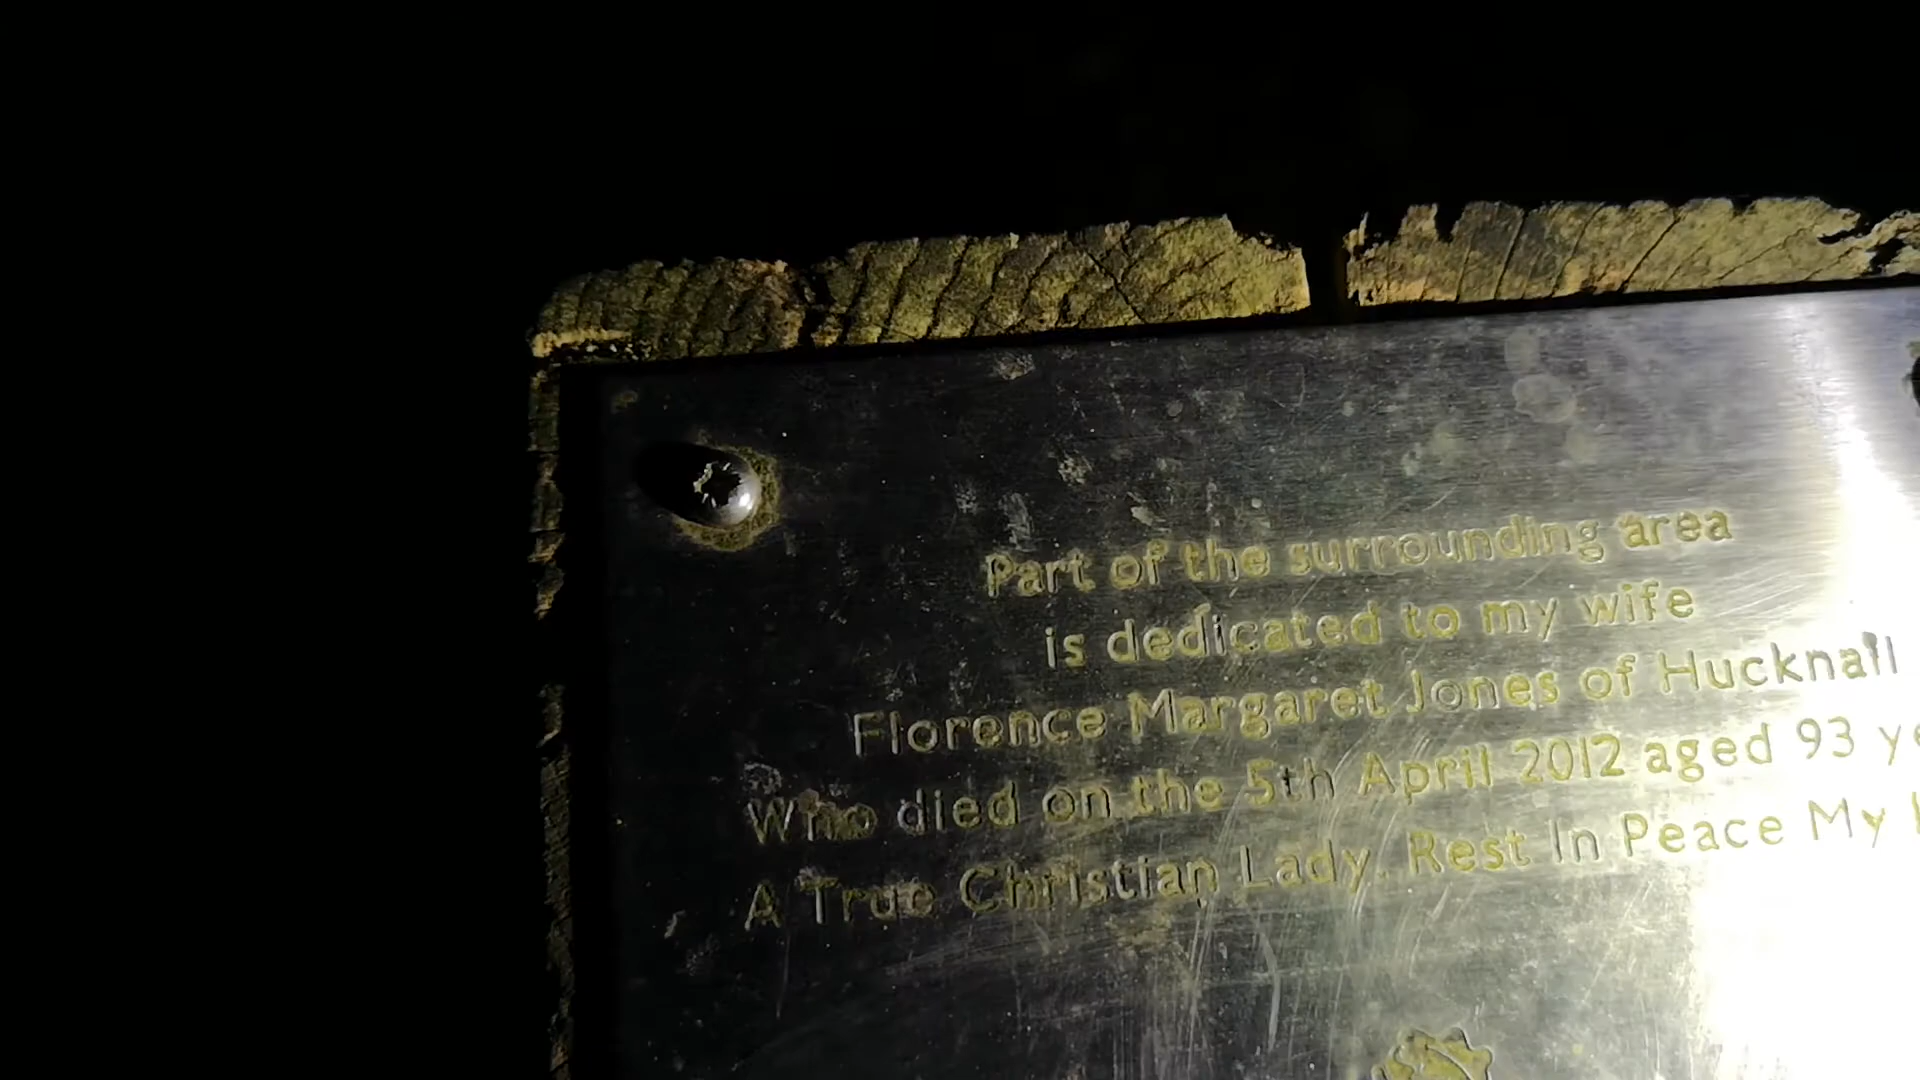 Part of the surrounding area
is dedicated to my wife
Florence Margaret Jones of Hucknall
Who died on the 5th April 2012 aged 93
A True Christian Lady. Rest In Peace My